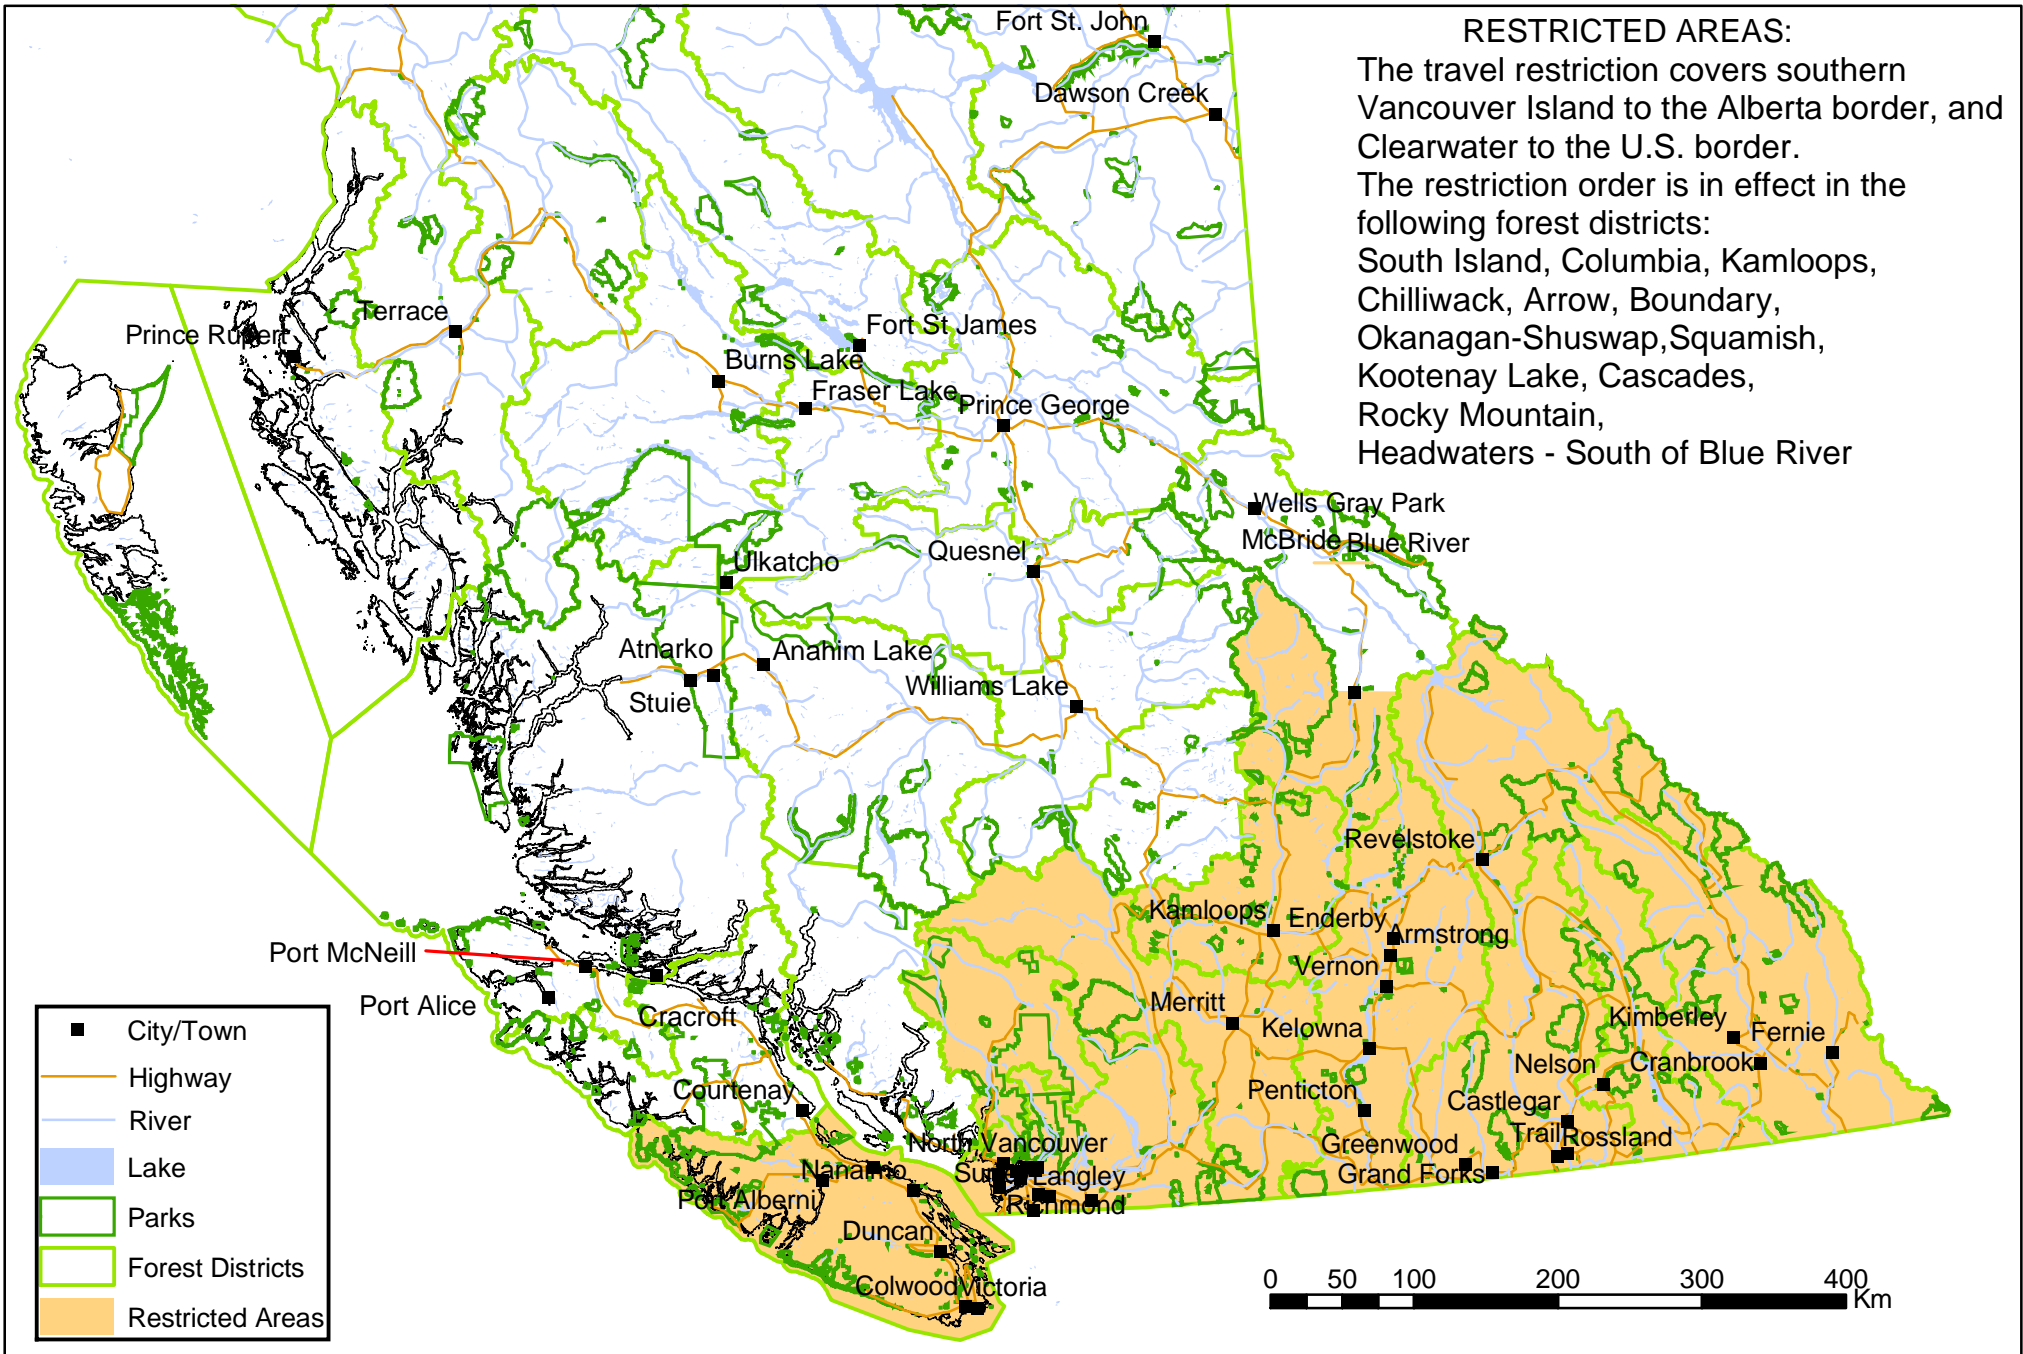 Fort St. John
RESTRICTED AREAS:
The travel restriction covers southern
Vancouver Island to the Alberta border, and
Clearwater to the U.S. border.
The restriction order is in effect in the
following forest districts:
South Island, Columbia, Kamloops,
Chilliwack, Arrow, Boundary,
Okanagan-Shuswap,Squamish,
Kootenay Lake, Cascades,
Rocky Mountain,
Headwaters - South of Blue River
Dawson Creek
Terrace
Prince Rupert
Fort St James
Burns Lake
Fraser Lake
Prince George
Wells Gray Park
McBride
Blue River
Quesnel
Ulkatcho
Atnarko
Anahim Lake
Stuie
Williams Lake
Revelstoke
Kamloops
Enderby
Armstrong
Vernon
Merritt
Kelowna
Kimberley
Fernie
Nelson
Cranbrook
Penticton
Castlegar
Greenwood
Trail
Rossland
Grand Forks
Port McNeill
Port Alice
Cracroft
Courtenay
North Vancouver
Nanaimo
Langley
Port Alberni
Richmond
Duncan
Colwood
Victoria
City/Town
Highway
River
Lake
Parks
Forest Districts
Restricted Areas
0 50 100 200 300 400
Km